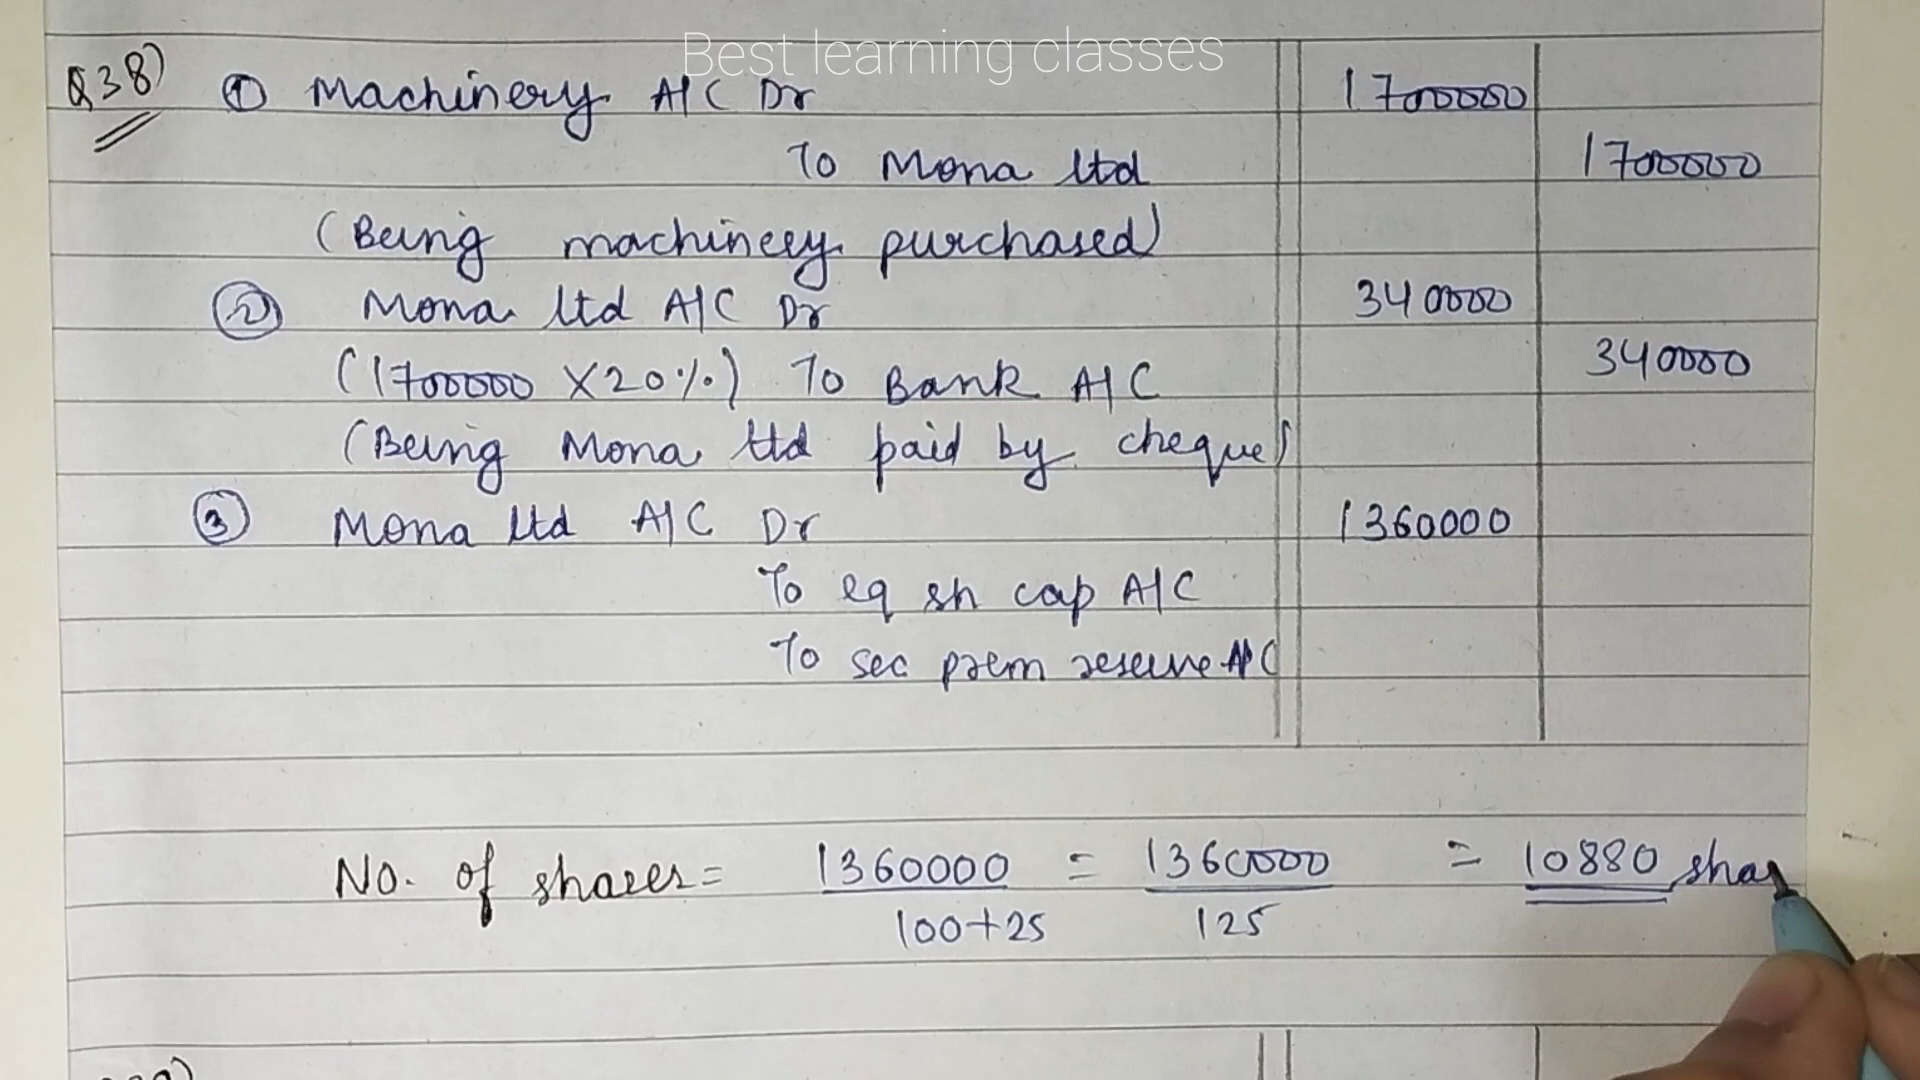 Best learning classes
Q38) ① Machinery A/C Dr 1700000
To Mona ltd 1700000
(Being machinery purchased)
② Mona ltd A/C Dr 340000
(1700000 X20%) To Bank A/C 340000
(Being Mona ltd paid by cheque)
③ Mona ltd A/C Dr 1360000
To eq sh cap A/C
To sec prem reserve A/C
No. of shares = 1360000 = 1360000 = 10880 shar
100+25 125